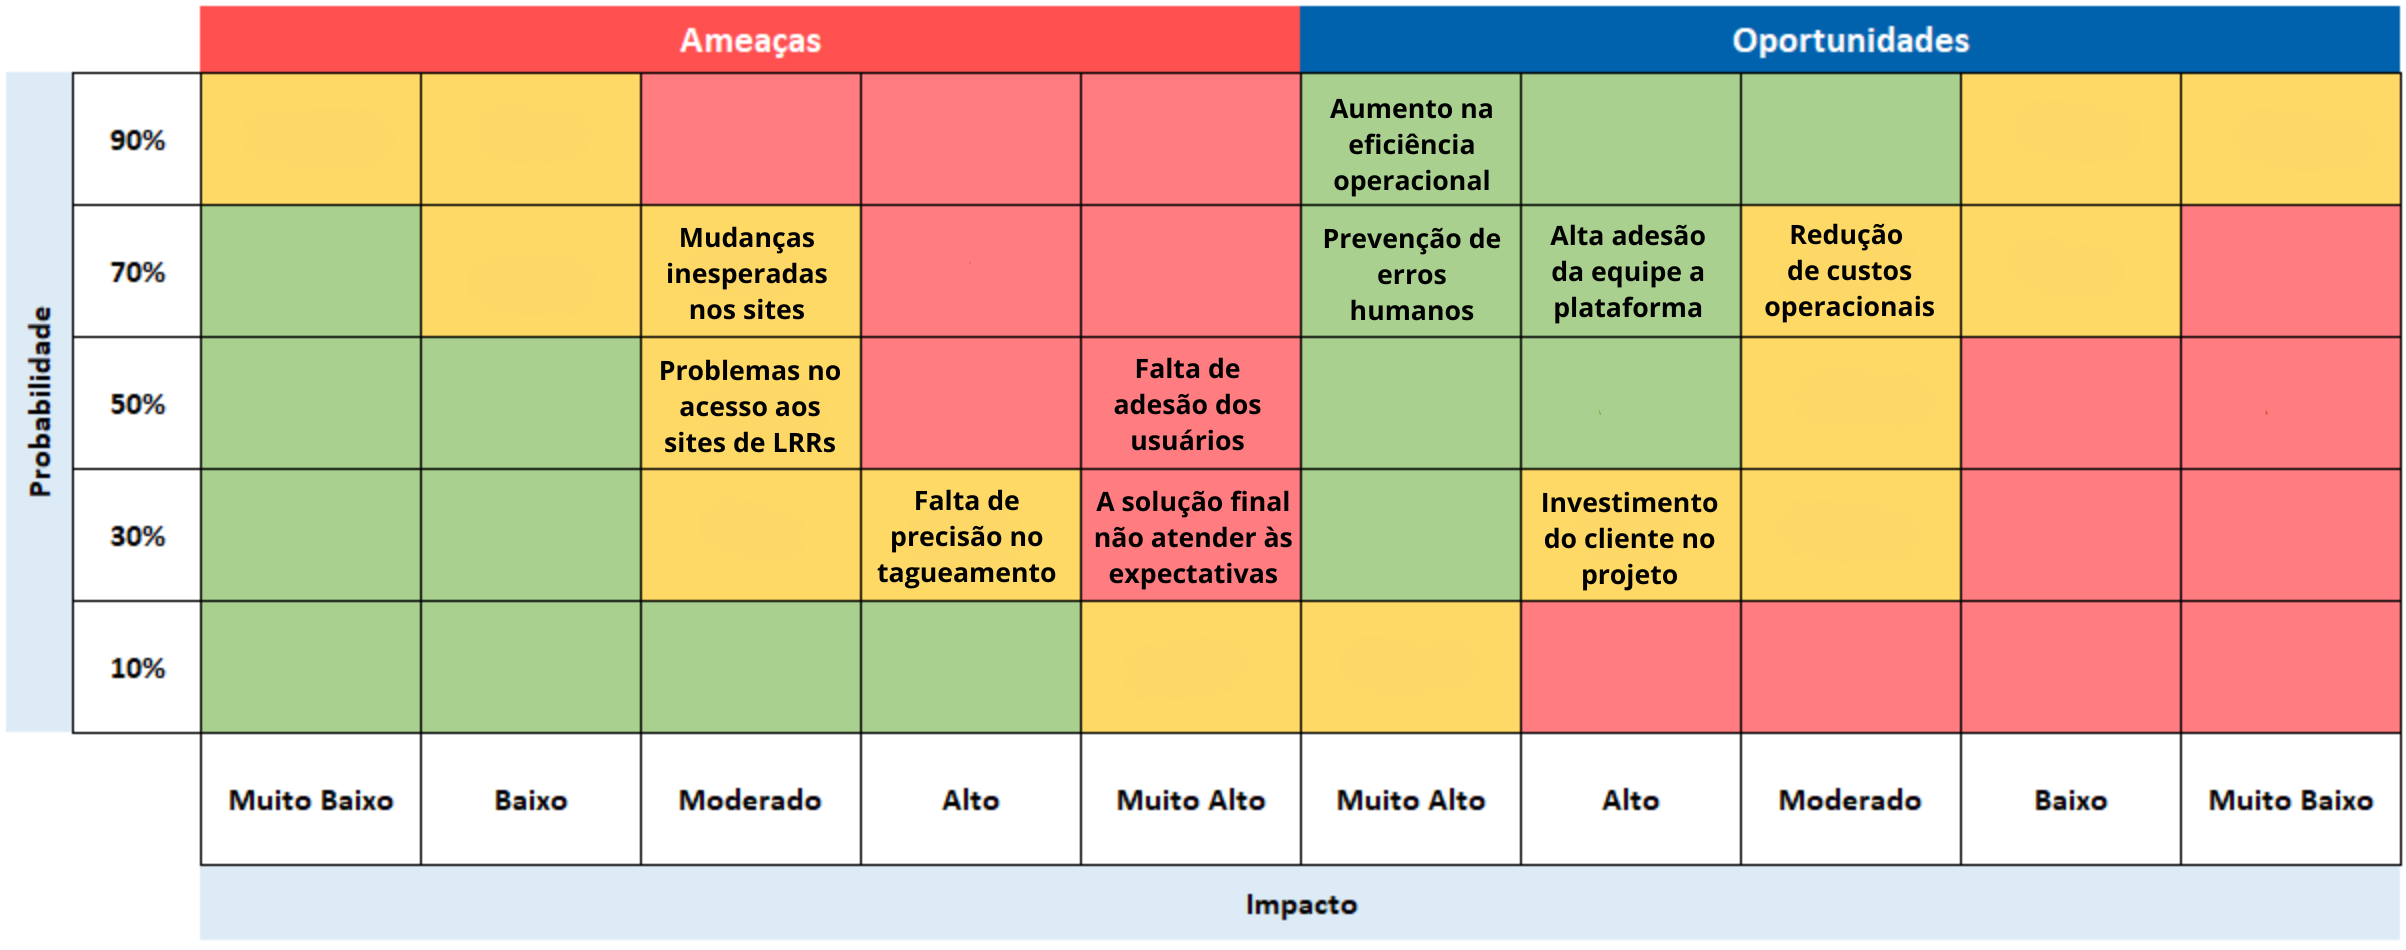 Ameaças
Oportunidades
Probabilidade
90%
Aumento na
eficiência
operacional
70%
Mudanças
inesperadas
nos sites
Prevenção de
erros
humanos
Alta adesão
da equipe a
plataforma
Redução
de custos
operacionais
50%
Problemas no
acesso aos
sites de LRRs
Falta de
adesão dos
usuários
30%
Falta de
precisão no
tagueamento
A solução final
não atender às
expectativas
Investimento
do cliente no
projeto
10%
Muito Baixo
Baixo
Moderado
Alto
Muito Alto
Muito Alto
Alto
Moderado
Baixo
Muito Baixo
Impacto